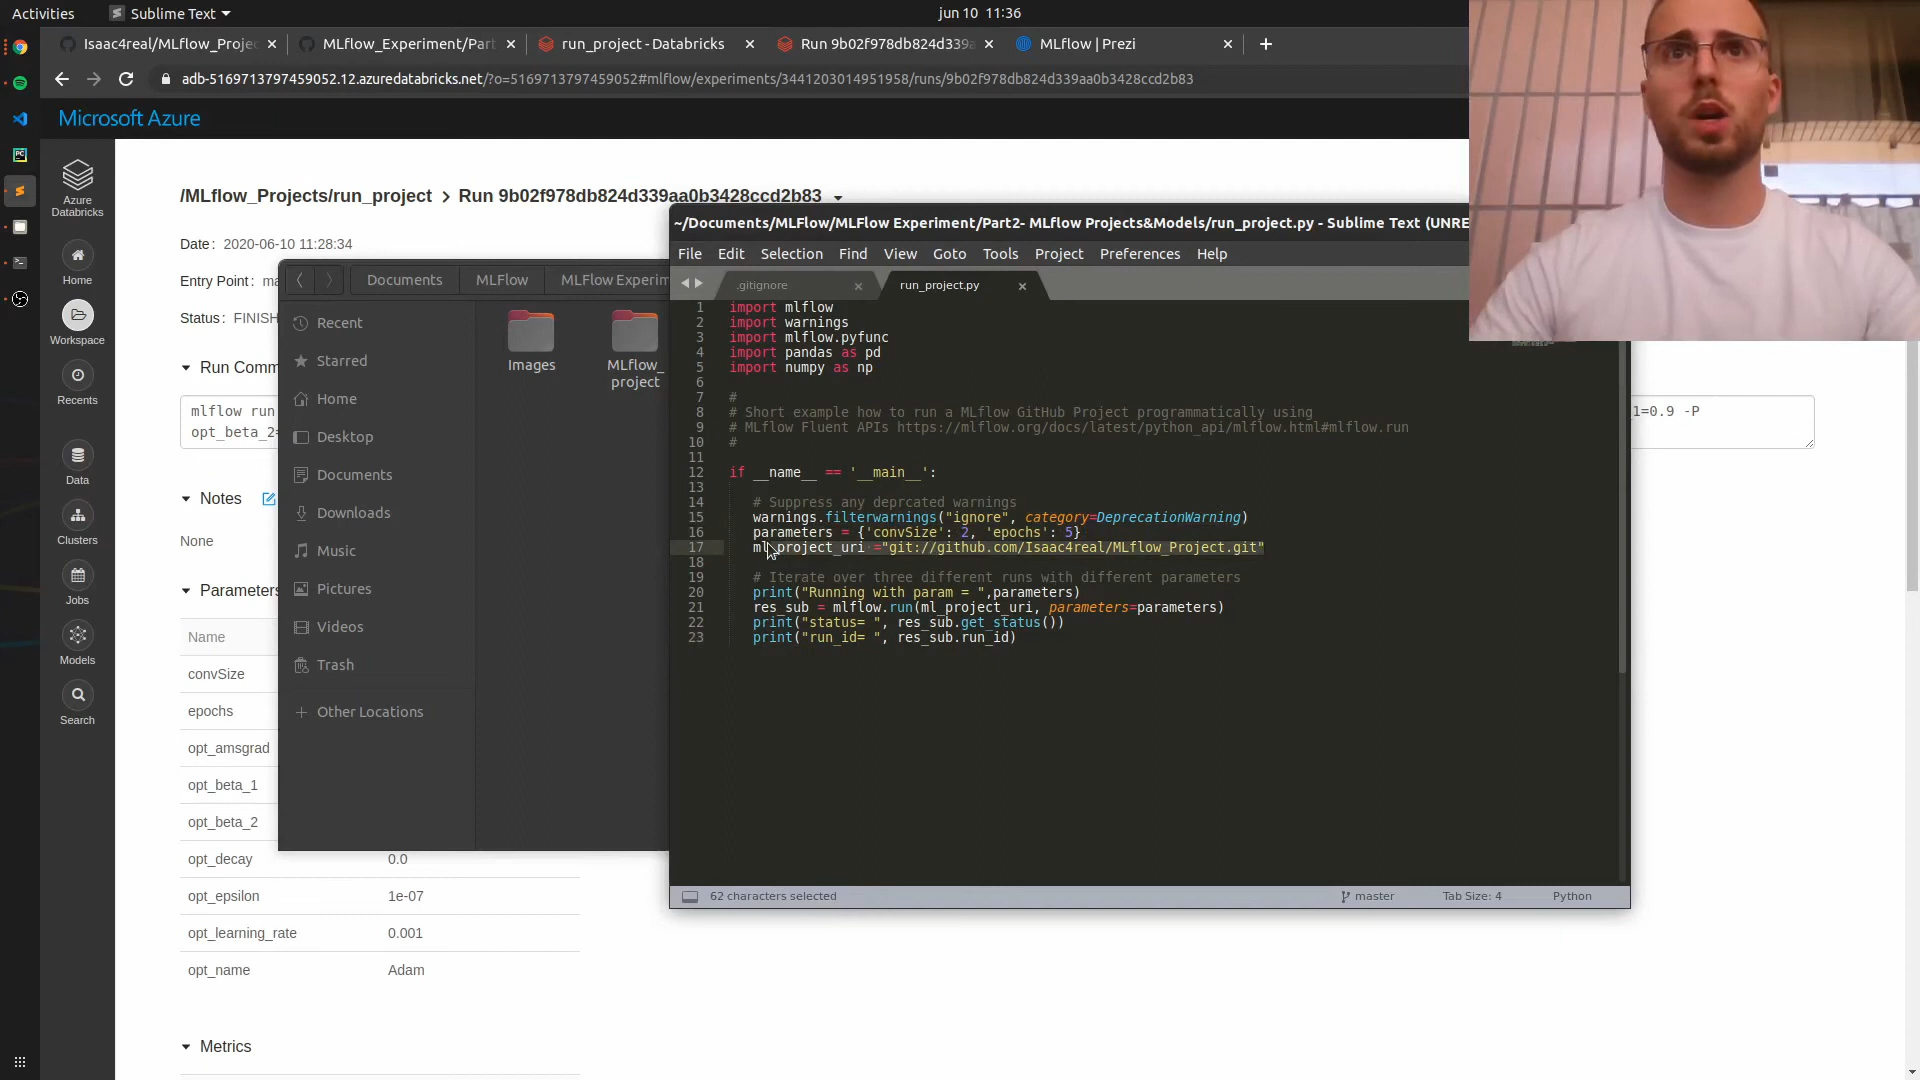 Activities
Sublime Text
jun 10 11:36
Isaac4real/MLflow_Projec
MLflow_Experiment/Part
run_project - Databricks
Run 9b02f978db824d339a
MLflow | Prezi
adb-5169713797459052.12.azuredatabricks.net/?o=5169713797459052#mlflow/experiments/3441203014951958/runs/9b02f978db824d339aa0b3428ccd2b83
Microsoft Azure
Azure
Databricks
Home
Workspace
Recents
Data
Clusters
Jobs
Models
Search
/MLflow_Projects/run_project > Run 9b02f978db824d339aa0b3428ccd2b83
Date: 2020-06-10 11:28:34
Entry Point: ma
Status: FINISH
Run Comm
mlflow run
opt_beta_2=
1=0.9 -P
Notes
None
Parameters
Name
convSize
epochs
opt_amsgrad
opt_beta_1
opt_beta_2
opt_decay 0.0
opt_epsilon 1e-07
opt_learning_rate 0.001
opt_name Adam
Metrics
Documents MLFlow MLFlow Experim
Recent
Starred
Home
Desktop
Documents
Downloads
Music
Pictures
Videos
Trash
+ Other Locations
Images
MLflow_
project
~/Documents/MLFlow/MLFlow Experiment/Part2- MLflow Projects&Models/run_project.py - Sublime Text (UNRE
File Edit Selection View Goto Tools Project Preferences Help
.gitignore
run_project.py
1 import mlflow
2 import warnings
3 import mlflow.pyfunc
4 import pandas as pd
5 import numpy as np
6
7 #
8 # Short example how to run a MLflow GitHub Project programmatically using
9 # MLflow Fluent APIs https://mlflow.org/docs/latest/python_api/mlflow.html#mlflow.run
10 #
11
12 if __name__ == '__main__':
13
14 # Suppress any deprcated warnings
15 warnings.filterwarnings("ignore", category=DeprecationWarning)
16 parameters = {'convSize': 2, 'epochs': 5}
17 ml_project_uri ="git://github.com/Isaac4real/MLflow_Project.git"
18
19 # Iterate over three different runs with different parameters
20 print("Running with param = ",parameters)
21 res_sub = mlflow.run(ml_project_uri, parameters=parameters)
22 print("status= ", res_sub.get_status())
23 print("run_id= ", res_sub.run_id)
62 characters selected
master
Tab Size: 4
Python